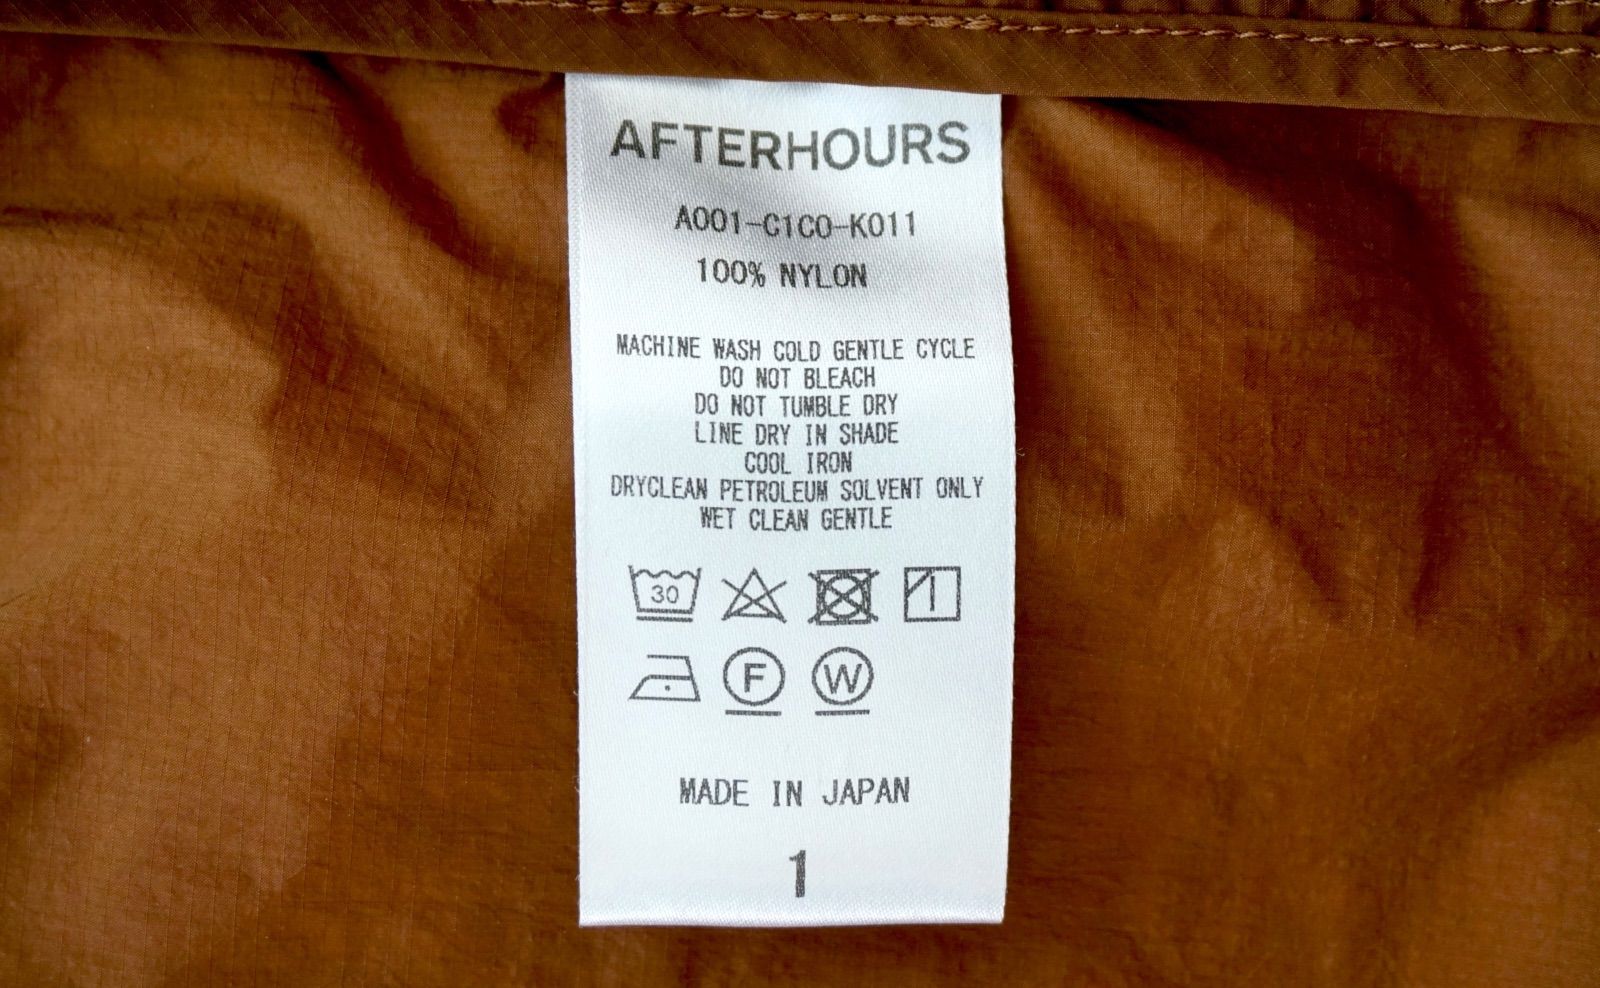 AFTERHOURS
A001-C1C0-K011
100% NYLON
MACHINE WASH COLD GENTLE CYCLE
DO NOT BLEACH
DO NOT TUMBLE DRY
LINE DRY IN SHADE
COOL IRON
DRYCLEAN PETROLEUM SOLVENT ONLY
WET CLEAN GENTLE
30
F W
MADE IN JAPAN
1